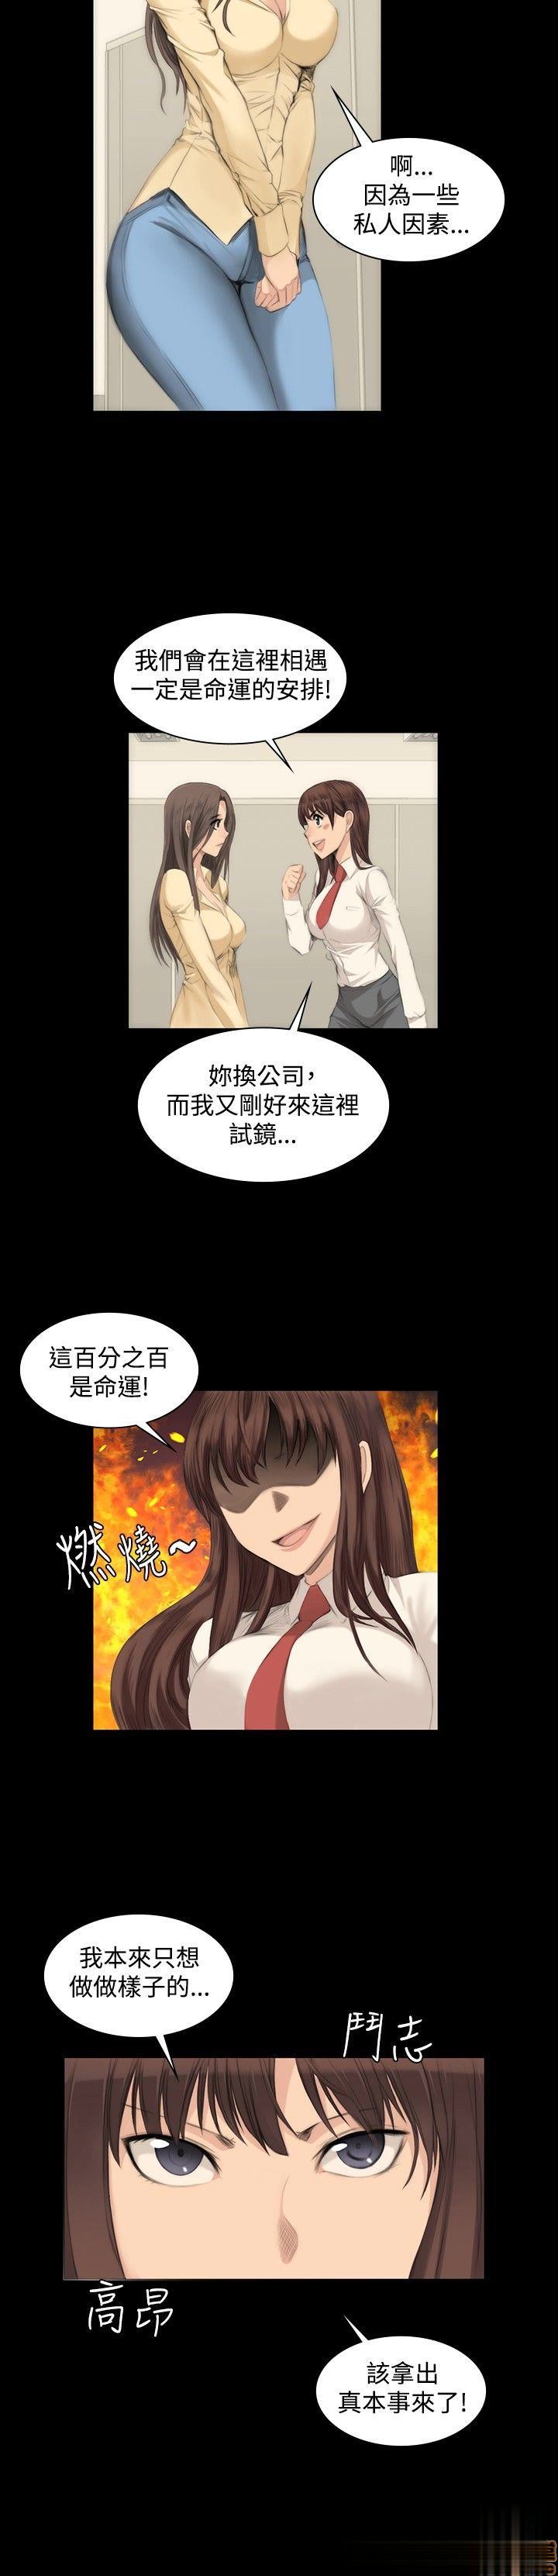 啊…
因為一些
私人因素…
我們會在這裡相遇
一定是命運的安排!
妳換公司，
而我又剛好來這裡
試鏡…
這百分之百
是命運!
燃燒~
我本來只想
做做樣子的…
鬥志
高昂
該拿出
真本事來了!